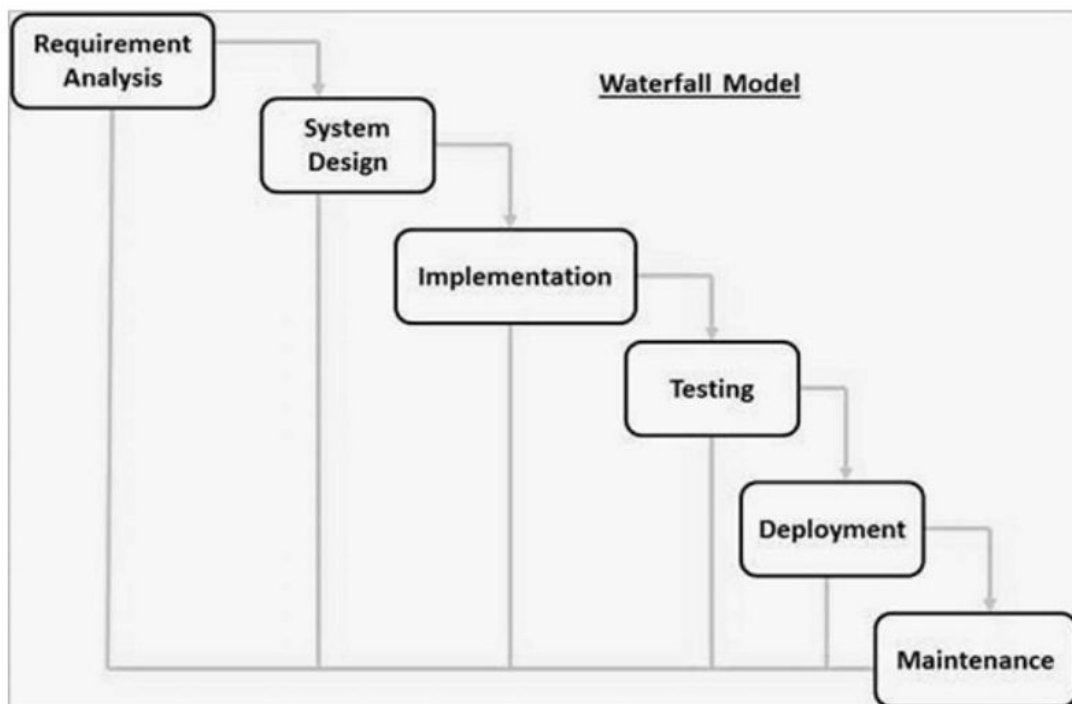 Requirement
Analysis
Waterfall Model
System
Design
Implementation
Testing
Deployment
Maintenance